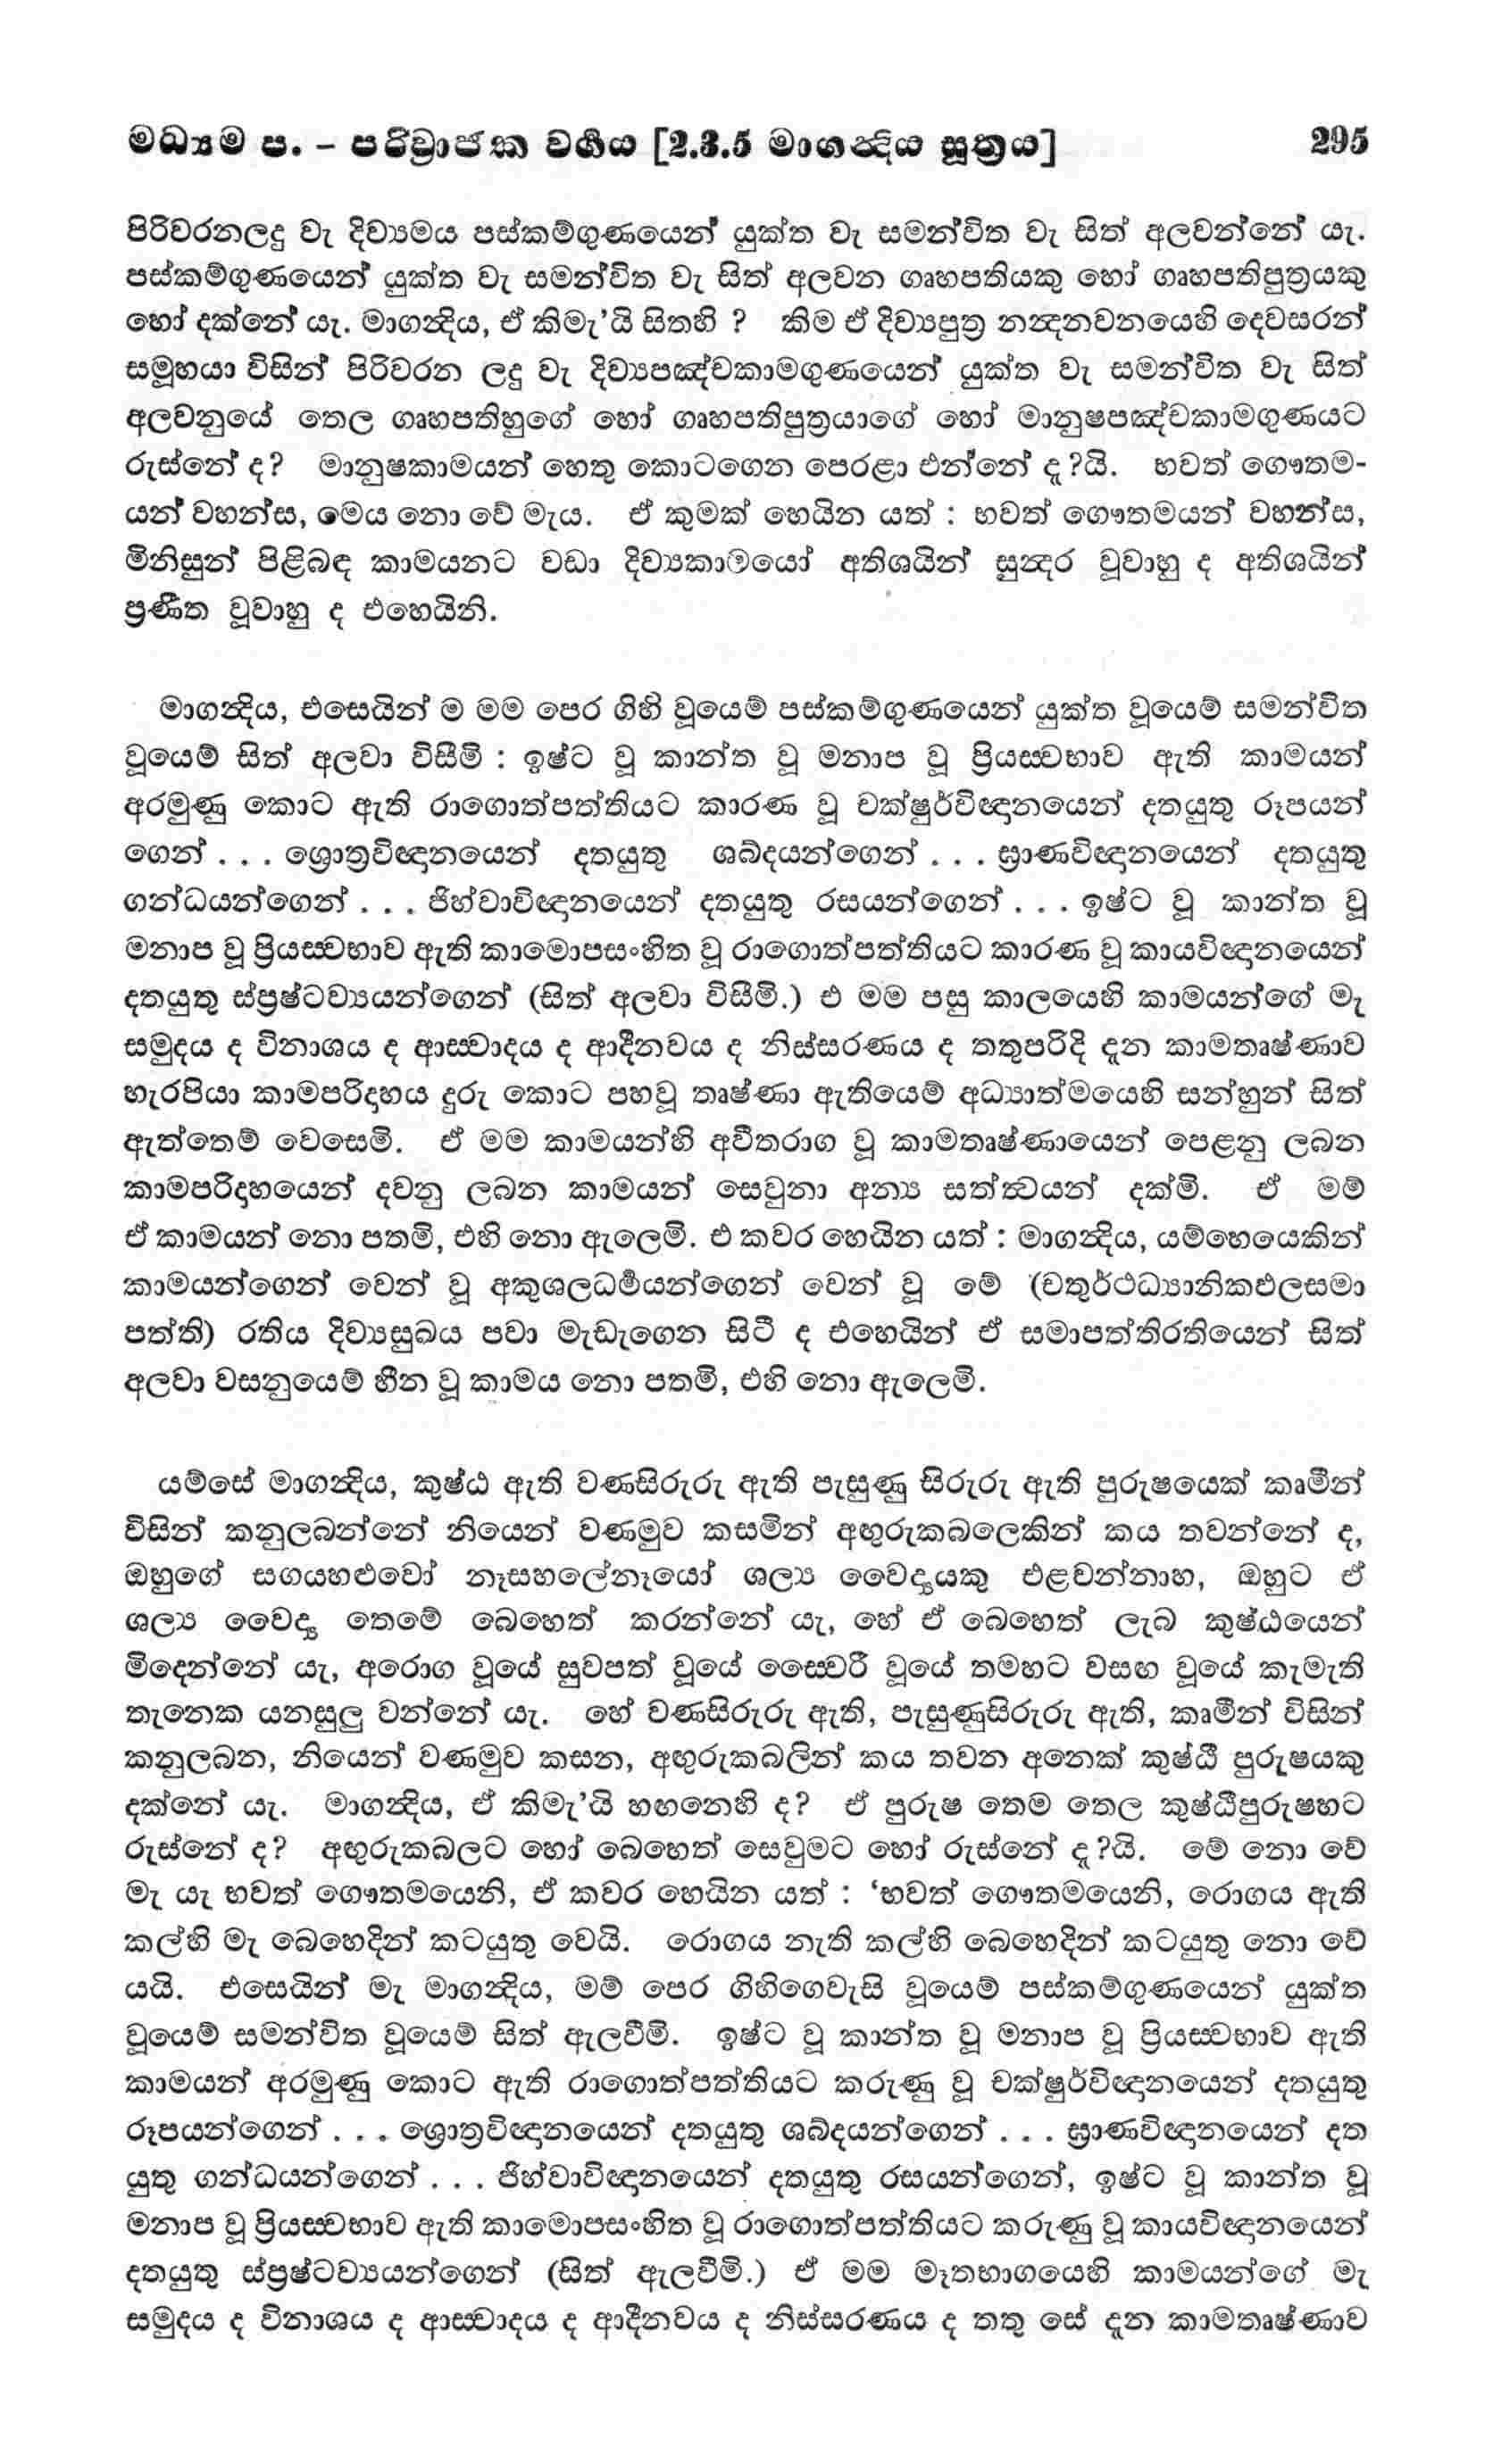 මධ්‍යම ප. – පරිව්‍රාජක වර්‍ගය [2.3.5 මාගන්‍දිය සූත්‍රය] 295
පිරිවරනලදු වැ දිව්‍යමය පස්කම්ගුණයෙන් යුක්ත වැ සමන්විත වැ සිත් අලවන්නේ යැ.
පස්කම්ගුණයෙන් යුක්ත වැ සමන්විත වැ සිත් අලවන ගෘහපතියකු හෝ ගෘහපතිපුත්‍රයකු
හෝ දක්නේ යැ. මාගන්‍දිය, ඒ කිමැ’යි සිතහි ? කිම ඒ දිව්‍යපුත්‍ර නන්‍දනවනයෙහි දෙවසරන්
සමූහයා විසින් පිරිවරන ලදු වැ දිව්‍යපඤ්චකාමගුණයෙන් යුක්ත වැ සමන්විත වැ සිත්
අලවනුයේ තෙල ගෘහපතිහුගේ හෝ ගෘහපතිපුත්‍රයාගේ හෝ මානුෂපඤ්චකාමගුණයට
රුස්නේ ද? මානුෂකාමයන් හෙතු කොටගෙන පෙරළා එන්නේ දැ?යි. භවත් ගෞතම-
යන් වහන්ස, මෙය නො වේ මැය. ඒ කුමක් හෙයින යත් : භවත් ගෞතමයන් වහන්ස,
මිනිසුන් පිළිබඳ කාමයනට වඩා දිව්‍යකාමයෝ අතිශයින් සුන්‍දර වූවාහු ද අතිශයින්
ප්‍රණීත වූවාහු ද එහෙයිනි.
මාගන්‍දිය, එසෙයින් ම මම පෙර ගිහි වූයෙම් පස්කම්ගුණයෙන් යුක්ත වූයෙම් සමන්විත
වූයෙම් සිත් අලවා විසීමි : ඉෂ්ට වූ කාන්ත වූ මනාප වූ ප්‍රියස්‍වභාව ඇති කාමයන්
අරමුණු කොට ඇති රාගොත්පත්තියට කාරණ වූ චක්ෂුර්විඥානයෙන් දතයුතු රූපයන්
ගෙන් . . . ශ්‍රොත්‍රවිඥානයෙන් දතයුතු ශබ්දයන්ගෙන් . . . ඝ්‍රාණවිඥානයෙන් දතයුතු
ගන්ධයන්ගෙන් . . . ජිහ්වාවිඥානයෙන් දතයුතු රසයන්ගෙන් . . . ඉෂ්ට වූ කාන්ත වූ
මනාප වූ ප්‍රියස්‍වභාව ඇති කාමොපසංහිත වූ රාගොත්පත්තියට කාරණ වූ කායවිඥානයෙන්
දතයුතු ස්ප්‍රෂ්ටව්‍යයන්ගෙන් (සිත් අලවා විසීමි.) එ මම පසු කාලයෙහි කාමයන්ගේ මැ
සමුදය ද විනාශය ද ආස්‍වාදය ද ආදීනවය ද නිස්සරණය ද තතුපරිදි දැන කාමතෘෂ්ණාව
හැරපියා කාමපරිදාහය දුරු කොට පහවූ තෘෂ්ණා ඇතියෙම් අධ්‍යාත්මයෙහි සන්හුන් සිත්
ඇත්තෙම් වෙසෙමි. ඒ මම කාමයන්හි අවීතරාග වූ කාමතෘෂ්ණායෙන් පෙළනු ලබන
කාමපරිදාහයෙන් දවනු ලබන කාමයන් සෙවුනා අන්‍ය සත්ත්‍වයන් දක්මි. ඒ මම්
ඒ කාමයන් නො පතමි, එහි නො ඇලෙමි. එ කවර හෙයින යත් : මාගන්‍දිය, යම්හෙයෙකින්
කාමයන්ගෙන් වෙන් වූ අකුශලධර්‍මයන්ගෙන් වෙන් වූ මේ (චතුර්ථධ්‍යානිකඵලසමා
පත්ති) රතිය දිව්‍යසුඛය පවා මැඩැගෙන සිටී ද එහෙයින් ඒ සමාපත්තිරතියෙන් සිත්
අලවා වසනුයෙම් හීන වූ කාමය නො පතමි, එහි නො ඇලෙමි.
යම්සේ මාගන්‍දිය, කුෂ්ඨ ඇති වණසිරුරු ඇති පැසුණු සිරුරු ඇති පුරුෂයෙක් කෘමීන්
විසින් කනුලබන්නේ නියෙන් වණමුව කසමින් අඟුරුකබලෙකින් කය තවන්නේ ද,
ඔහුගේ සගයහළුවෝ නෑසහලේනෑයෝ ශල්‍ය වෛද්‍යයකු එළවන්නාහ, ඔහුට ඒ
ශල්‍ය වෛද්‍ය තෙමේ බෙහෙත් කරන්නේ යැ, හේ ඒ බෙහෙත් ලැබ කුෂ්ඨයෙන්
මිදෙන්නේ යැ, අරොග වූයේ සුවපත් වූයේ ස්‍වෛරී වූයේ තමහට වසඟ වූයේ කැමැති
තැනෙක යනසුලු වන්නේ යැ. හේ වණසිරුරු ඇති, පැසුණුසිරුරු ඇති, කෘමීන් විසින්
කනුලබන, නියෙන් වණමුව කසන, අඟුරුකබලින් කය තවන අනෙක් කුෂ්ඨී පුරුෂයකු
දක්නේ යැ. මාගන්‍දිය, ඒ කිමැ’යි හඟනෙහි ද? ඒ පුරුෂ තෙම තෙල කුෂ්ඨීපුරුෂහට
රුස්නේ ද? අඟුරුකබලට හෝ බෙහෙත් සෙවුමට හෝ රුස්නේ දැ?යි. මේ නො වේ
මැ යැ භවත් ගෞතමයෙනි, ඒ කවර හෙයින යත් : ‘භවත් ගෞතමයෙනි, රොගය ඇති
කල්හි මැ බෙහෙදින් කටයුතු වෙයි. රොගය නැති කල්හි බෙහෙදින් කටයුතු නො වේ
යයි. එසෙයින් මැ මාගන්‍දිය, මම් පෙර ගිහිගෙවැසි වූයෙම් පස්කම්ගුණයෙන් යුක්ත
වූයෙම් සමන්විත වූයෙම් සිත් ඇලවීමි. ඉෂ්ට වූ කාන්ත වූ මනාප වූ ප්‍රියස්‍වභාව ඇති
කාමයන් අරමුණු කොට ඇති රාගොත්පත්තියට කරුණු වූ චක්ෂුර්විඥානයෙන් දතයුතු
රූපයන්ගෙන් . . . ශ්‍රොත්‍රවිඥානයෙන් දතයුතු ශබ්දයන්ගෙන් . . . ඝ්‍රාණවිඥානයෙන් දත
යුතු ගන්ධයන්ගෙන් . . . ජිහ්වාවිඥානයෙන් දතයුතු රසයන්ගෙන්, ඉෂ්ට වූ කාන්ත වූ
මනාප වූ ප්‍රියස්‍වභාව ඇති කාමොපසංහිත වූ රාගොත්පත්තියට කරුණු වූ කායවිඥානයෙන්
දතයුතු ස්ප්‍රෂ්ටව්‍යයන්ගෙන් (සිත් ඇලවීමි.) ඒ මම මෑතභාගයෙහි කාමයන්ගේ මැ
සමුදය ද විනාශය ද ආස්‍වාදය ද ආදීනවය ද නිස්සරණය ද තතු සේ දැන කාමතෘෂ්ණාව